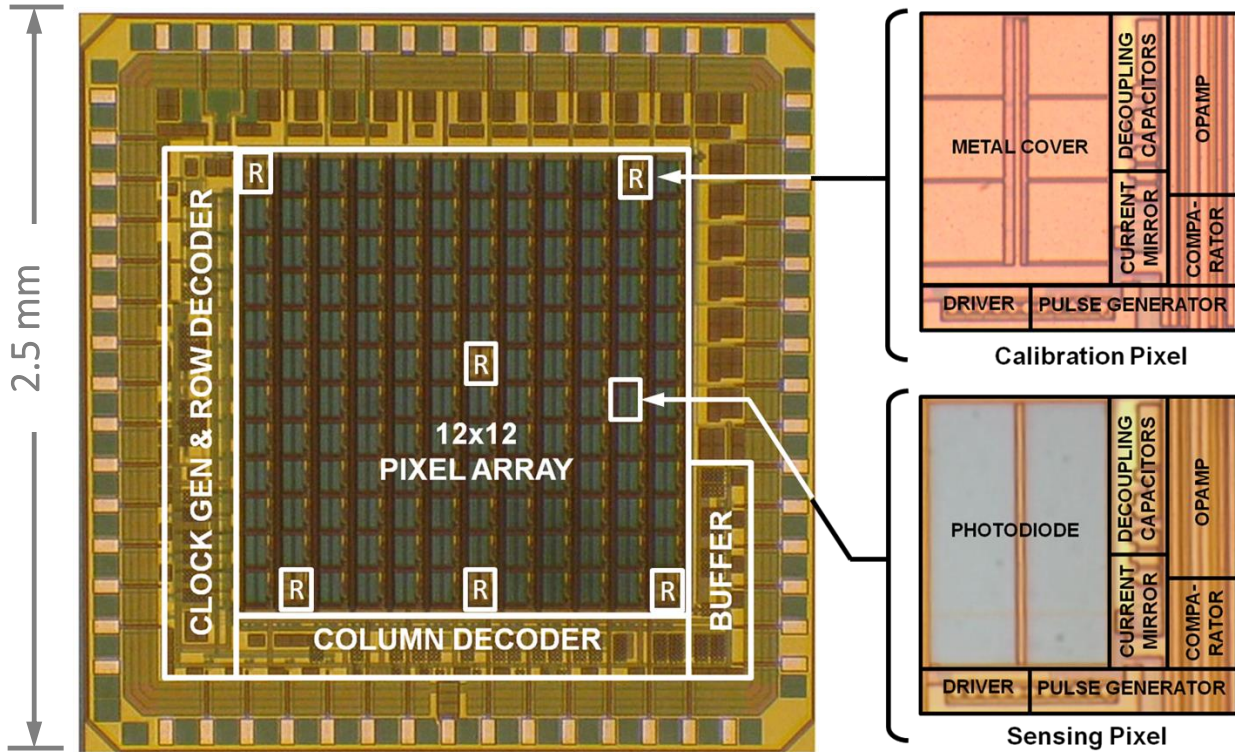 2.5 mm
CLOCK GEN & ROW DECODER
R
R
R
12x12
PIXEL ARRAY
R
R
R
COLUMN DECODER
BUFFER
METAL COVER
DECOUPLING
CAPACITORS
OPAMP
CURRENT
MIRROR
COMPA-
RATOR
DRIVER
PULSE GENERATOR
Calibration Pixel
PHOTODIODE
DECOUPLING
CAPACITORS
OPAMP
CURRENT
MIRROR
COMPA-
RATOR
DRIVER
PULSE GENERATOR
Sensing Pixel